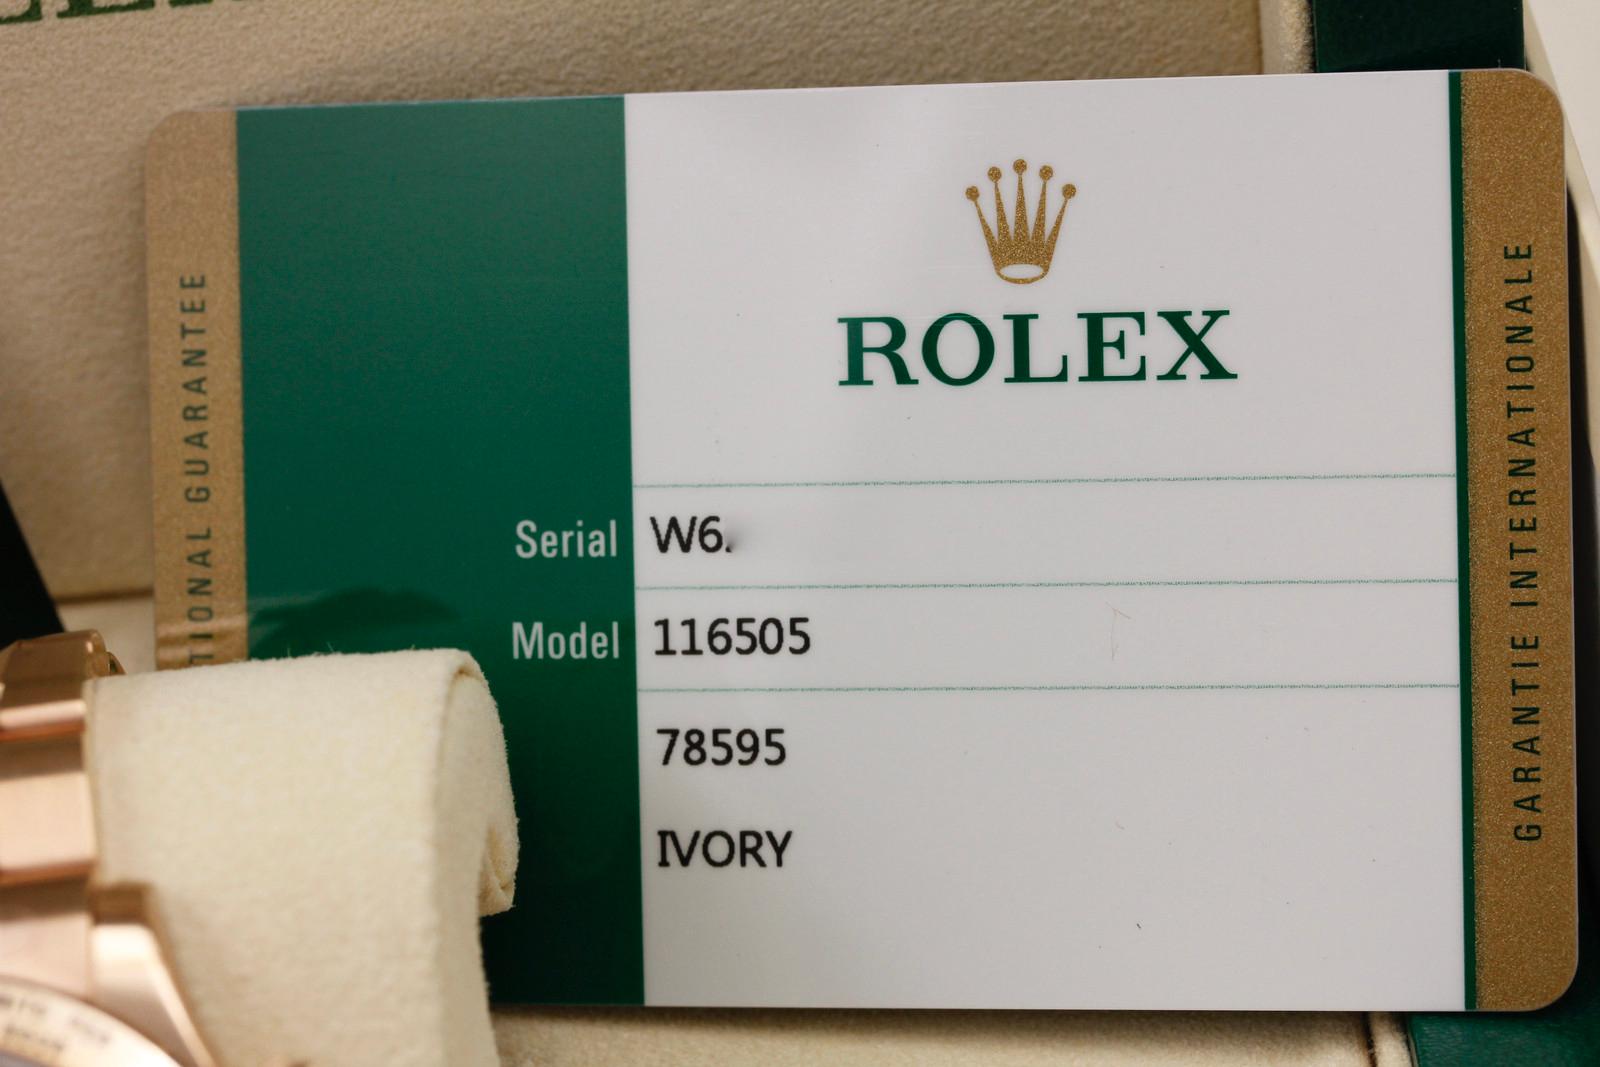 ROLEX
Serial W6.
Model 116505
78595
IVORY
TIONAL GUARANTEE
GARANTIE INTERNATIONALE